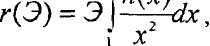 r(Э) = Э∫ dx,
x²